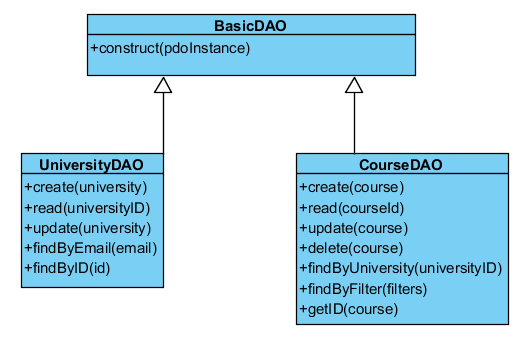 BasicDAO
+construct(pdoInstance)
UniversityDAO
+create(university)
+read(universityID)
+update(university)
+findByEmail(email)
+findByID(id)
CourseDAO
+create(course)
+read(courseId)
+update(course)
+delete(course)
+findByUniversity(universityID)
+findByFilter(filters)
+getID(course)